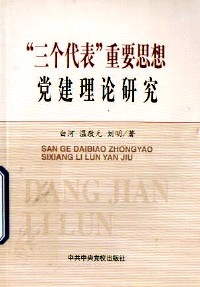 “三个代表”重要思想
党建理论研究
白河 温敬元 刘明/著
SAN GE DAIBIAO ZHONGYAO
SIXIANG LI LUN YAN JIU
DANG JIAN
LI LUN
中共中央党校出版社